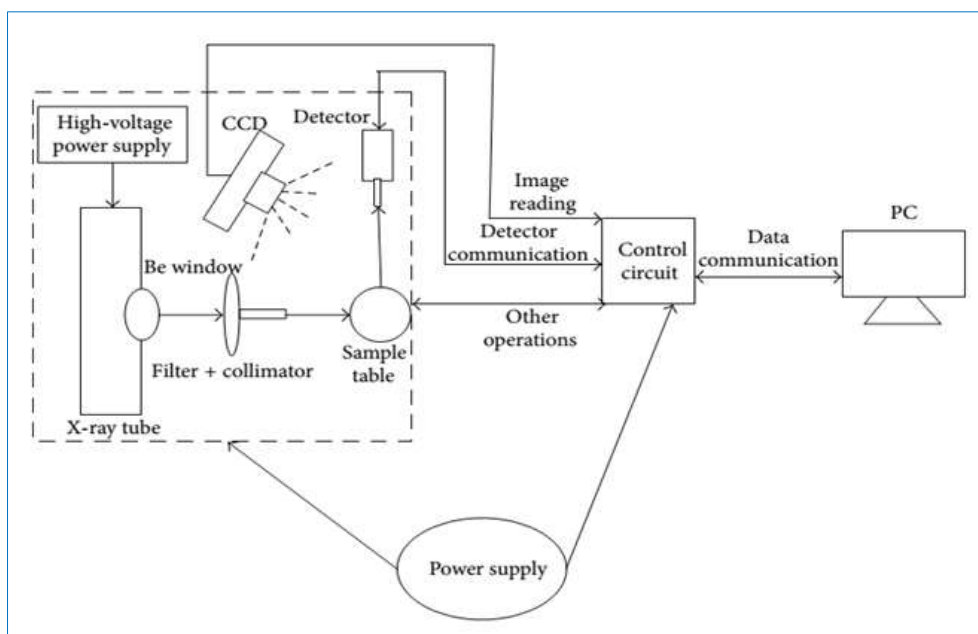 High-voltage
power supply
CCD
Detector
Image
reading
Detector
communication
Control
circuit
Data
communication
PC
Be window
Other
operations
Sample
table
Filter + collimator
X-ray tube
Power supply